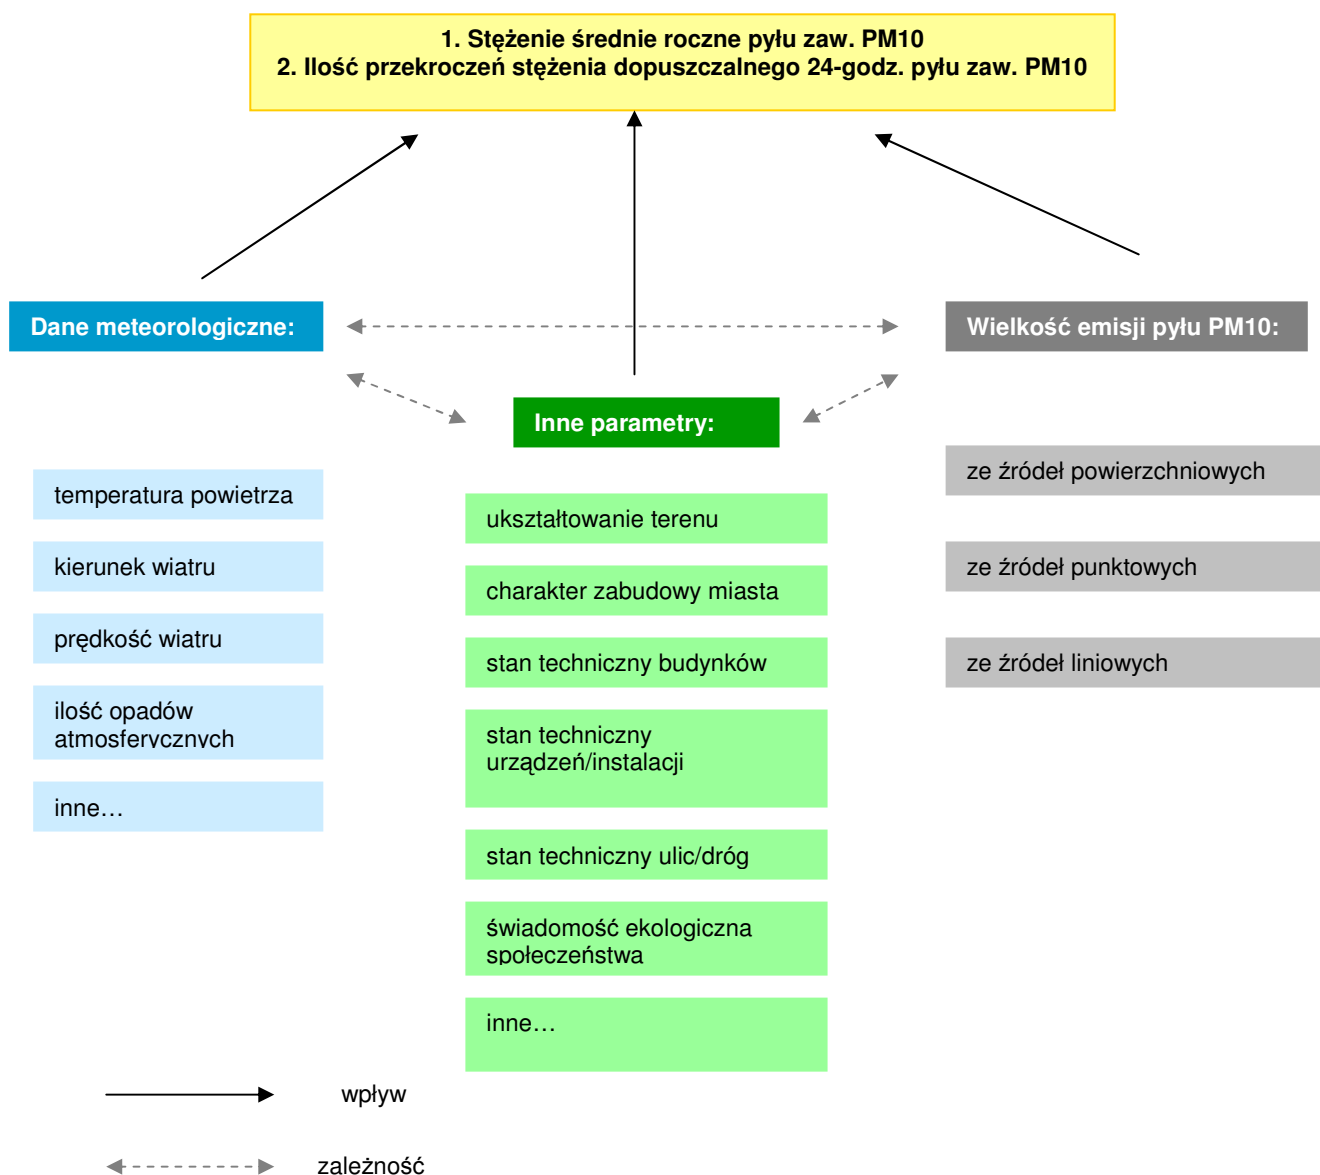 1. Stężenie średnie roczne pyłu zaw. PM10
2. Ilość przekroczeń stężenia dopuszczalnego 24-godz. pyłu zaw. PM10
Dane meteorologiczne:
Wielkość emisji pyłu PM10:
Inne parametry:
temperatura powietrza
kierunek wiatru
prędkość wiatru
ilość opadów
atmosferycznych
inne…
ukształtowanie terenu
charakter zabudowy miasta
stan techniczny budynków
stan techniczny
urządzeń/instalacji
stan techniczny ulic/dróg
świadomość ekologiczna
społeczeństwa
inne…
ze źródeł powierzchniowych
ze źródeł punktowych
ze źródeł liniowych
wpływ
zależność